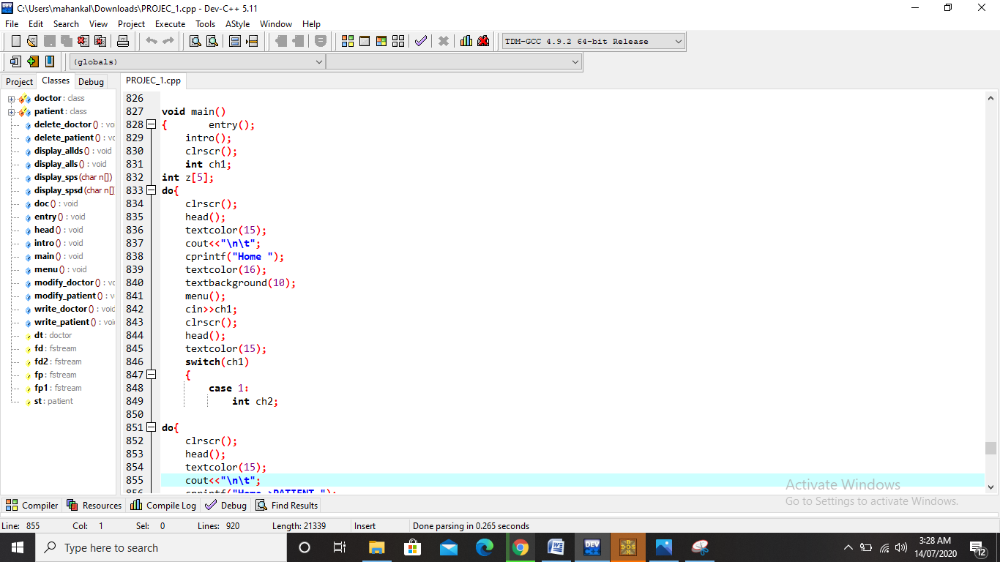 C:\Users\mahankal\Downloads\PROJEC_1.cpp - Dev-C++ 5.11
File Edit Search View Project Execute Tools AStyle Window Help
TDM-GCC 4.9.2 64-bit Release
(globals)
Project Classes Debug
PROJEC_1.cpp
doctor : class
patient : class
delete_doctor () : vo
delete_patient () : vo
display_allds () : void
display_alls () : void
display_sps (char n[])
display_spsd (char n[]
doc () : void
entry () : void
head () : void
intro () : void
main () : void
menu () : void
modify_doctor () : vo
modify_patient () : v
write_doctor () : void
write_patient () : voi
dt : doctor
fd : fstream
fd2 : fstream
fp : fstream
fp1 : fstream
st : patient
826
827 void main()
828 { entry();
829 intro();
830 clrscr();
831 int ch1;
832 int z[5];
833 do{
834 clrscr();
835 head();
836 textcolor(15);
837 cout<<"\n\t";
838 cprintf("Home ");
839 textcolor(16);
840 textbackground(10);
841 menu();
842 cin>>ch1;
843 clrscr();
844 head();
845 textcolor(15);
846 switch(ch1)
847 {
848 case 1:
849 int ch2;
850
851 do{
852 clrscr();
853 head();
854 textcolor(15);
855 cout<<"\n\t";
856 cprintf("Home >PATIENT ");
Activate Windows
Go to Settings to activate Windows.
Compiler Resources Compile Log Debug Find Results
Line: 855 Col: 1 Sel: 0 Lines: 920 Length: 21339 Insert Done parsing in 0.265 seconds
Type here to search
DEV
DOS
3:28 AM
14/07/2020
12